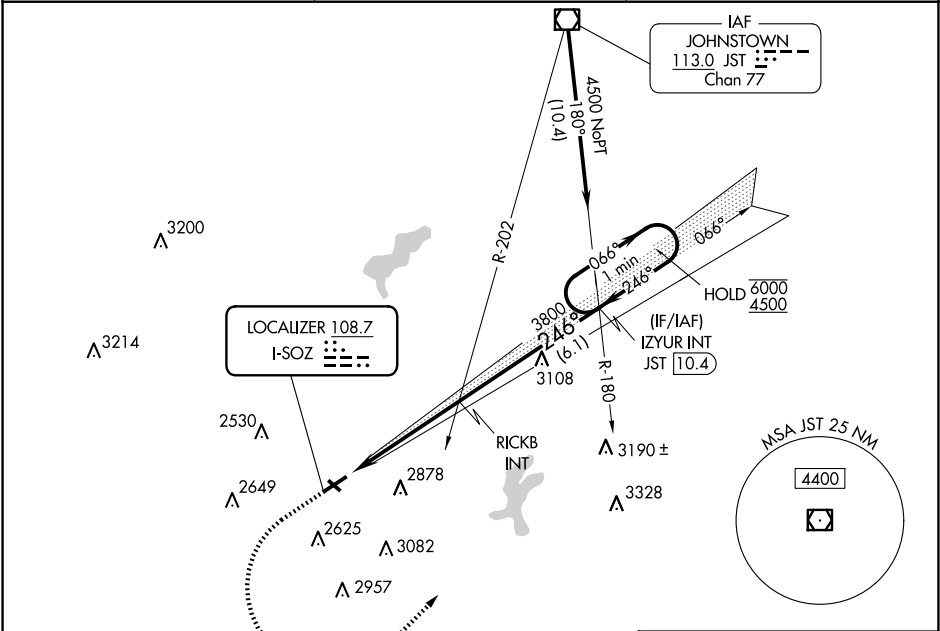 IAF
JOHNSTOWN
113.0 JST
Chan 77
4500 NoPT
180°
(10.4)
R-202
3200
066°
1 min
246°
066°
HOLD 6000
4500
3800
246°
(6.1)
(IF/IAF)
IZYUR INT
JST 10.4
LOCALIZER 108.7
I-SOZ
3214
3108
R-180
2530
RICKB
INT
3190 ±
MSA JST 25 NM
4400
2878
2649
3328
2625
3082
2957